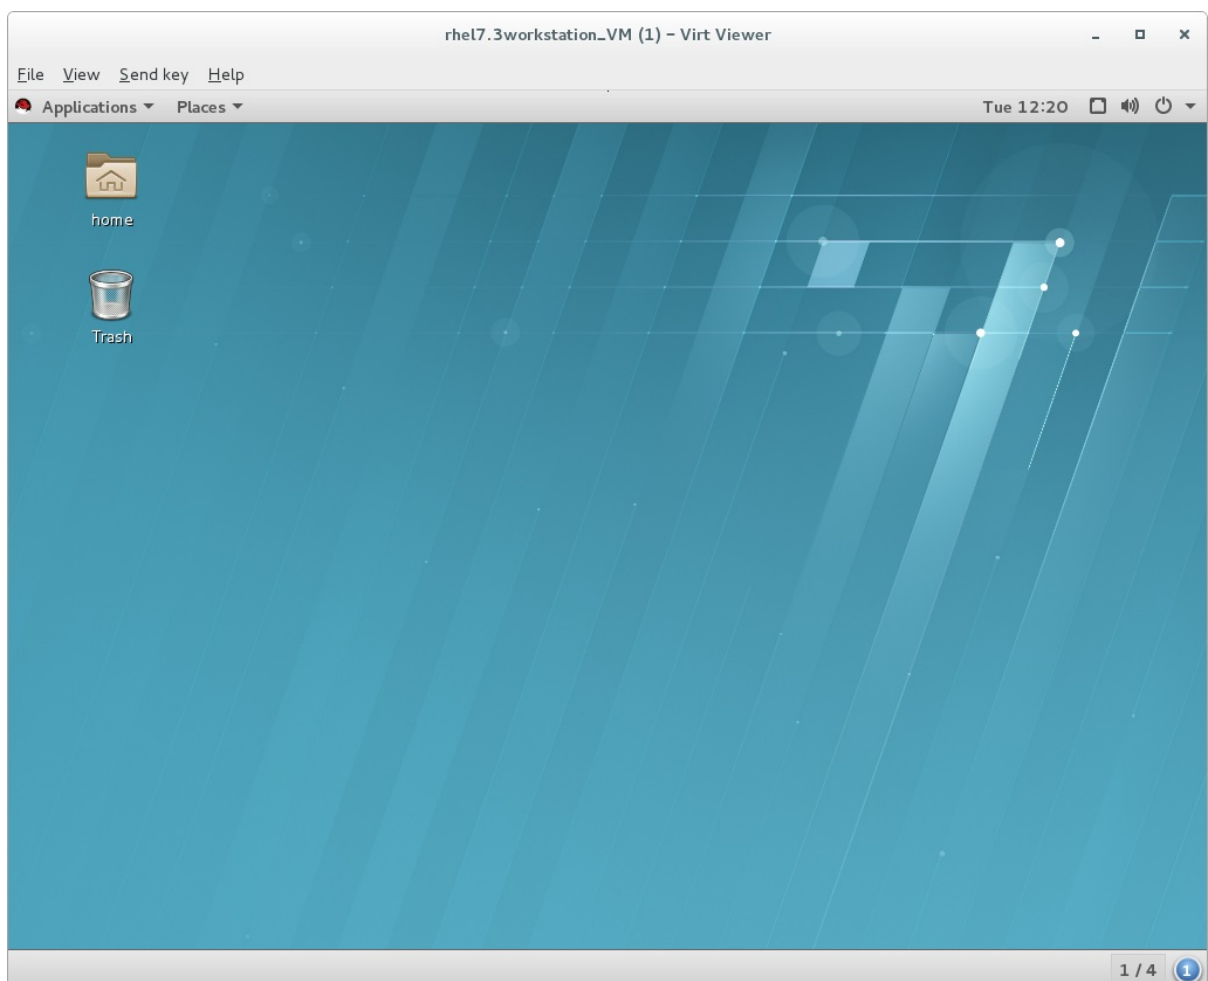 rhel7.3workstation_VM (1) – Virt Viewer
File View Send key Help
Applications Places Tue 12:20
home
Trash
1 / 4 1